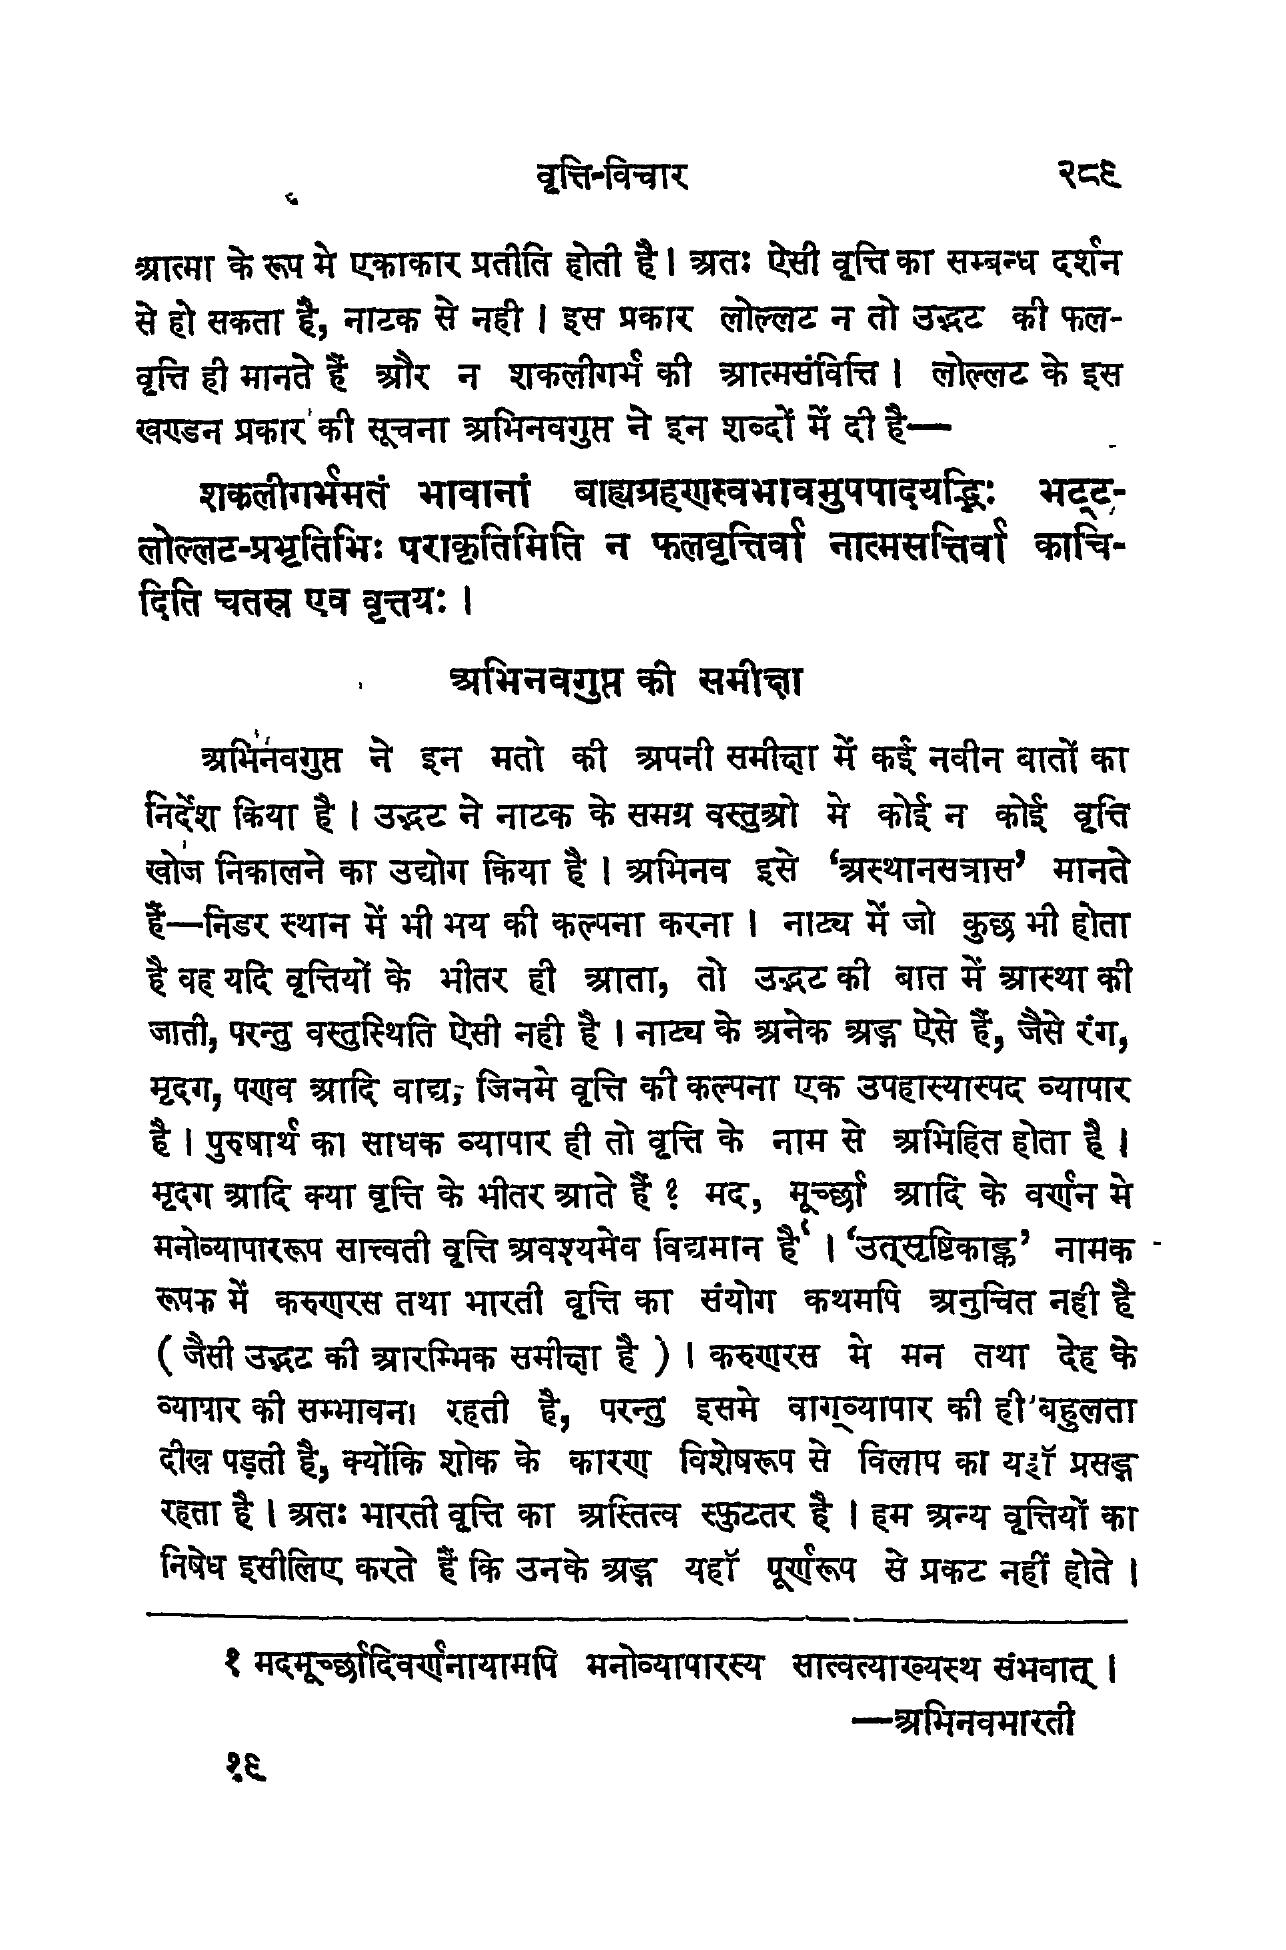 वृत्ति-विचार २८९
आत्मा के रूप मे एकाकार प्रतीति होती है। अतः ऐसी वृत्ति का सम्बन्ध दर्शन
से हो सकता है, नाटक से नही। इस प्रकार लोल्लट न तो उद्भट की फल-
वृत्ति ही मानते हैं और न शकलीगर्भ की आत्मसंवित्ति। लोल्लट के इस
खण्डन प्रकार की सूचना अभिनवगुप्त ने इन शब्दों में दी है—
शकलीगर्भमतं भावानां बाह्यग्रहणस्वभावमुपपादयद्भिः भट्ट-
लोल्लट-प्रभृतिभिः पराकृतिमिति न फलवृत्तिर्वा नात्मसत्तिर्वा काचि-
दिति चतस्र एव वृत्तयः।
अभिनवगुप्त की समीक्षा
अभिनवगुप्त ने इन मतो की अपनी समीक्षा में कई नवीन बातों का
निर्देश किया है। उद्भट ने नाटक के समग्र वस्तुओ मे कोई न कोई वृत्ति
खोज निकालने का उद्योग किया है। अभिनव इसे ‘अस्थानसत्रास’ मानते
हैं—निडर स्थान में भी भय की कल्पना करना। नाट्य में जो कुछ भी होता
है वह यदि वृत्तियों के भीतर ही आता, तो उद्भट की बात में आस्था की
जाती, परन्तु वस्तुस्थिति ऐसी नही है। नाट्य के अनेक अङ्ग ऐसे हैं, जैसे रंग,
मृदग, पणव आदि वाद्य; जिनमे वृत्ति की कल्पना एक उपहास्यास्पद व्यापार
है। पुरुषार्थ का साधक व्यापार ही तो वृत्ति के नाम से अभिहित होता है।
मृदग आदि क्या वृत्ति के भीतर आते हैं? मद, मूर्च्छा आदि के वर्णन मे
मनोव्यापाररूप सात्त्वती वृत्ति अवश्यमेव विद्यमान है१। ‘उत्सृष्टिकाङ्क’ नामक
रूपक में करुणरस तथा भारती वृत्ति का संयोग कथमपि अनुचित नही है
(जैसी उद्भट की आरम्भिक समीक्षा है)। करुणरस मे मन तथा देह के
व्यापार की सम्भावना रहती है, परन्तु इसमे वाग्व्यापार की ही बहुलता
दीख पड़ती है, क्योंकि शोक के कारण विशेषरूप से विलाप का यहॉ प्रसङ्ग
रहता है। अतः भारती वृत्ति का अस्तित्व स्फुटतर है। हम अन्य वृत्तियों का
निषेध इसीलिए करते हैं कि उनके अङ्ग यहॉ पूर्णरूप से प्रकट नहीं होते।
१ मदमूर्च्छादिवर्णनायामपि मनोव्यापारस्य सात्वत्याख्यस्थ संभवात्।
—अभिनवभारती
१९